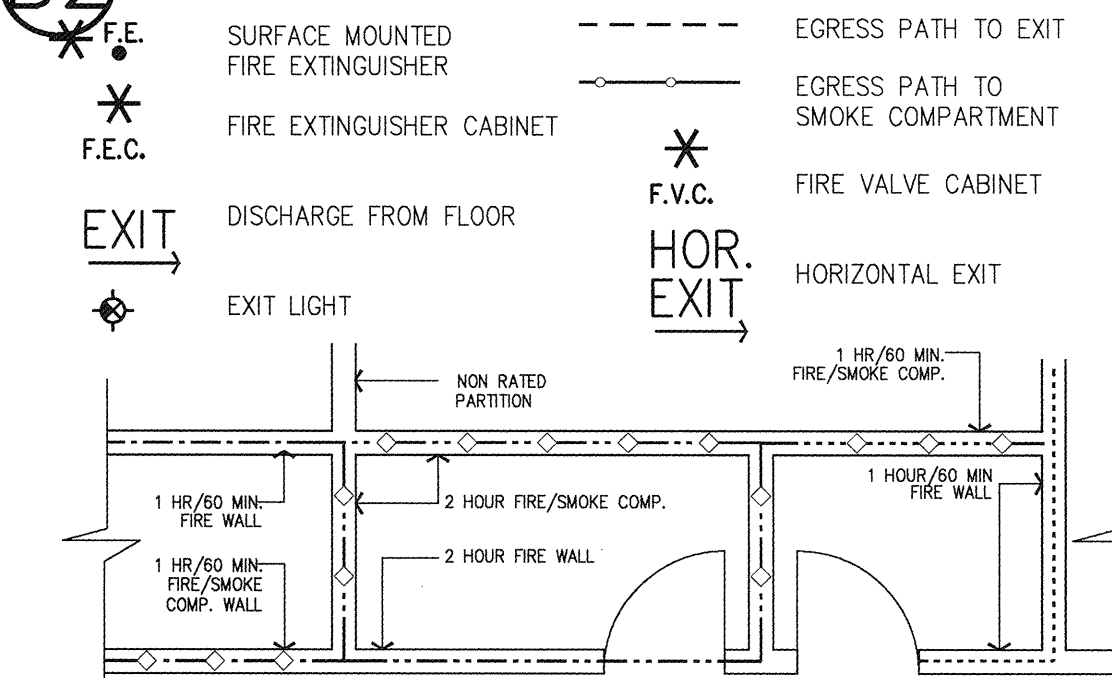 F.E.
SURFACE MOUNTED
FIRE EXTINGUISHER
F.E.C.
FIRE EXTINGUISHER CABINET
EXIT
DISCHARGE FROM FLOOR
EXIT LIGHT
EGRESS PATH TO EXIT
EGRESS PATH TO
SMOKE COMPARTMENT
F.V.C.
FIRE VALVE CABINET
HOR.
EXIT
HORIZONTAL EXIT
NON RATED
PARTITION
1 HR/60 MIN.
FIRE/SMOKE COMP.
1 HR/60 MIN.
FIRE WALL
2 HOUR FIRE/SMOKE COMP.
1 HOUR/60 MIN
FIRE WALL
1 HR/60 MIN.
FIRE/SMOKE
COMP. WALL
2 HOUR FIRE WALL